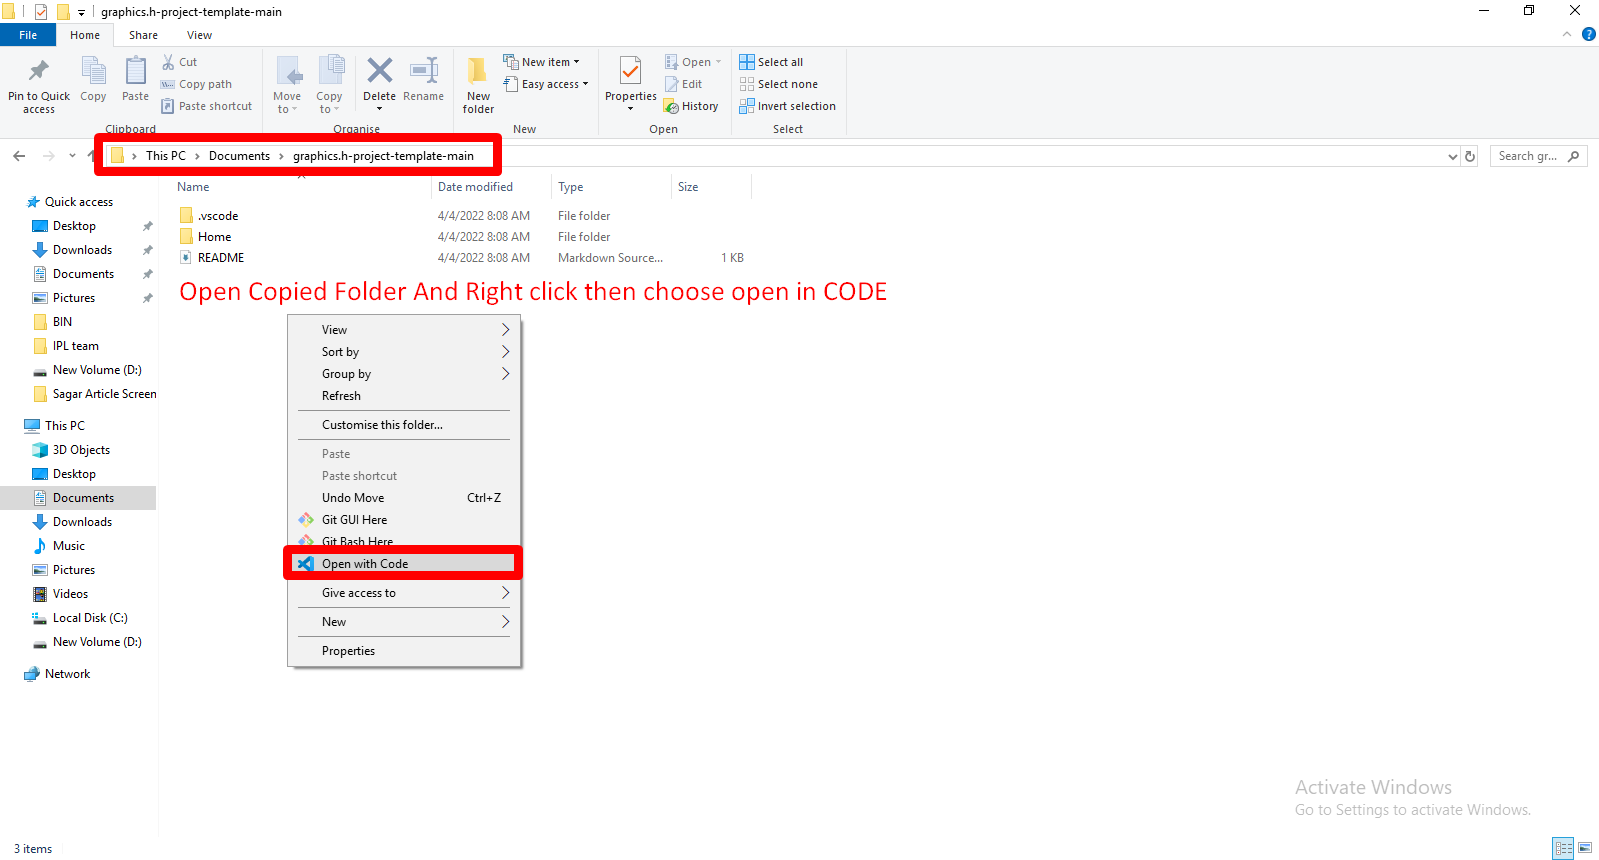 graphics.h-project-template-main
File Home Share View
Pin to Quick access
Copy
Paste
Cut
Copy path
Paste shortcut
Clipboard
Move to
Copy to
Delete
Rename
Organise
New folder
New item
Easy access
New
Properties
Open
Edit
History
Open
Select all
Select none
Invert selection
Select
This PC > Documents > graphics.h-project-template-main
Search gr...
Name Date modified Type Size
.vscode 4/4/2022 8:08 AM File folder
Home 4/4/2022 8:08 AM File folder
README 4/4/2022 8:08 AM Markdown Source... 1 KB
Open Copied Folder And Right click then choose open in CODE
Quick access
Desktop
Downloads
Documents
Pictures
BIN
IPL team
New Volume (D:)
Sagar Article Screen
This PC
3D Objects
Desktop
Documents
Downloads
Music
Pictures
Videos
Local Disk (C:)
New Volume (D:)
Network
View
Sort by
Group by
Refresh
Customise this folder...
Paste
Paste shortcut
Undo Move Ctrl+Z
Git GUI Here
Git Bash Here
Open with Code
Give access to
New
Properties
Activate Windows
Go to Settings to activate Windows.
3 items